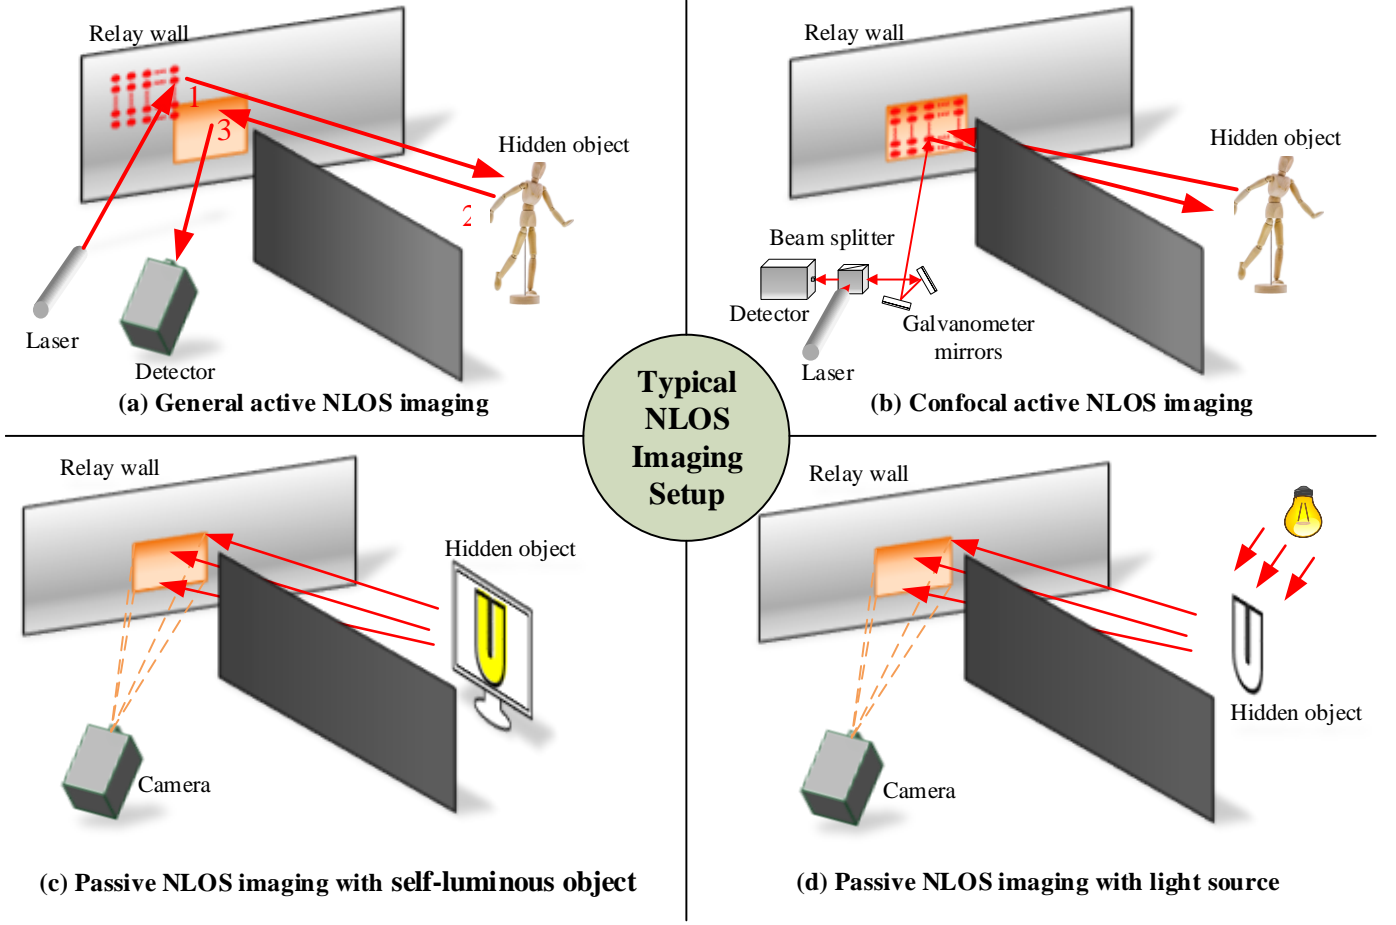 Relay wall
1
3
Hidden object
2
Laser
Detector
(a) General active NLOS imaging
Relay wall
Hidden object
Beam splitter
Detector
Galvanometer
mirrors
Laser
(b) Confocal active NLOS imaging
Typical
NLOS
Imaging
Setup
Relay wall
Hidden object
Camera
(c) Passive NLOS imaging with self-luminous object
Relay wall
Hidden object
Camera
(d) Passive NLOS imaging with light source